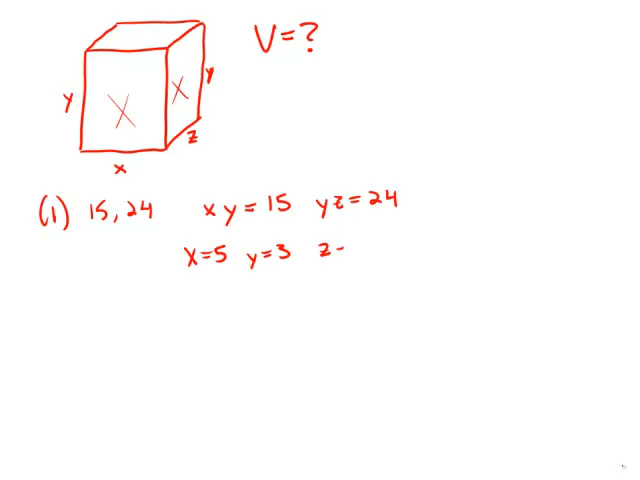 V = ?
y
X
X
y
z
x
(1) 15, 24 xy = 15 yz = 24
x = 5 y = 3 z -